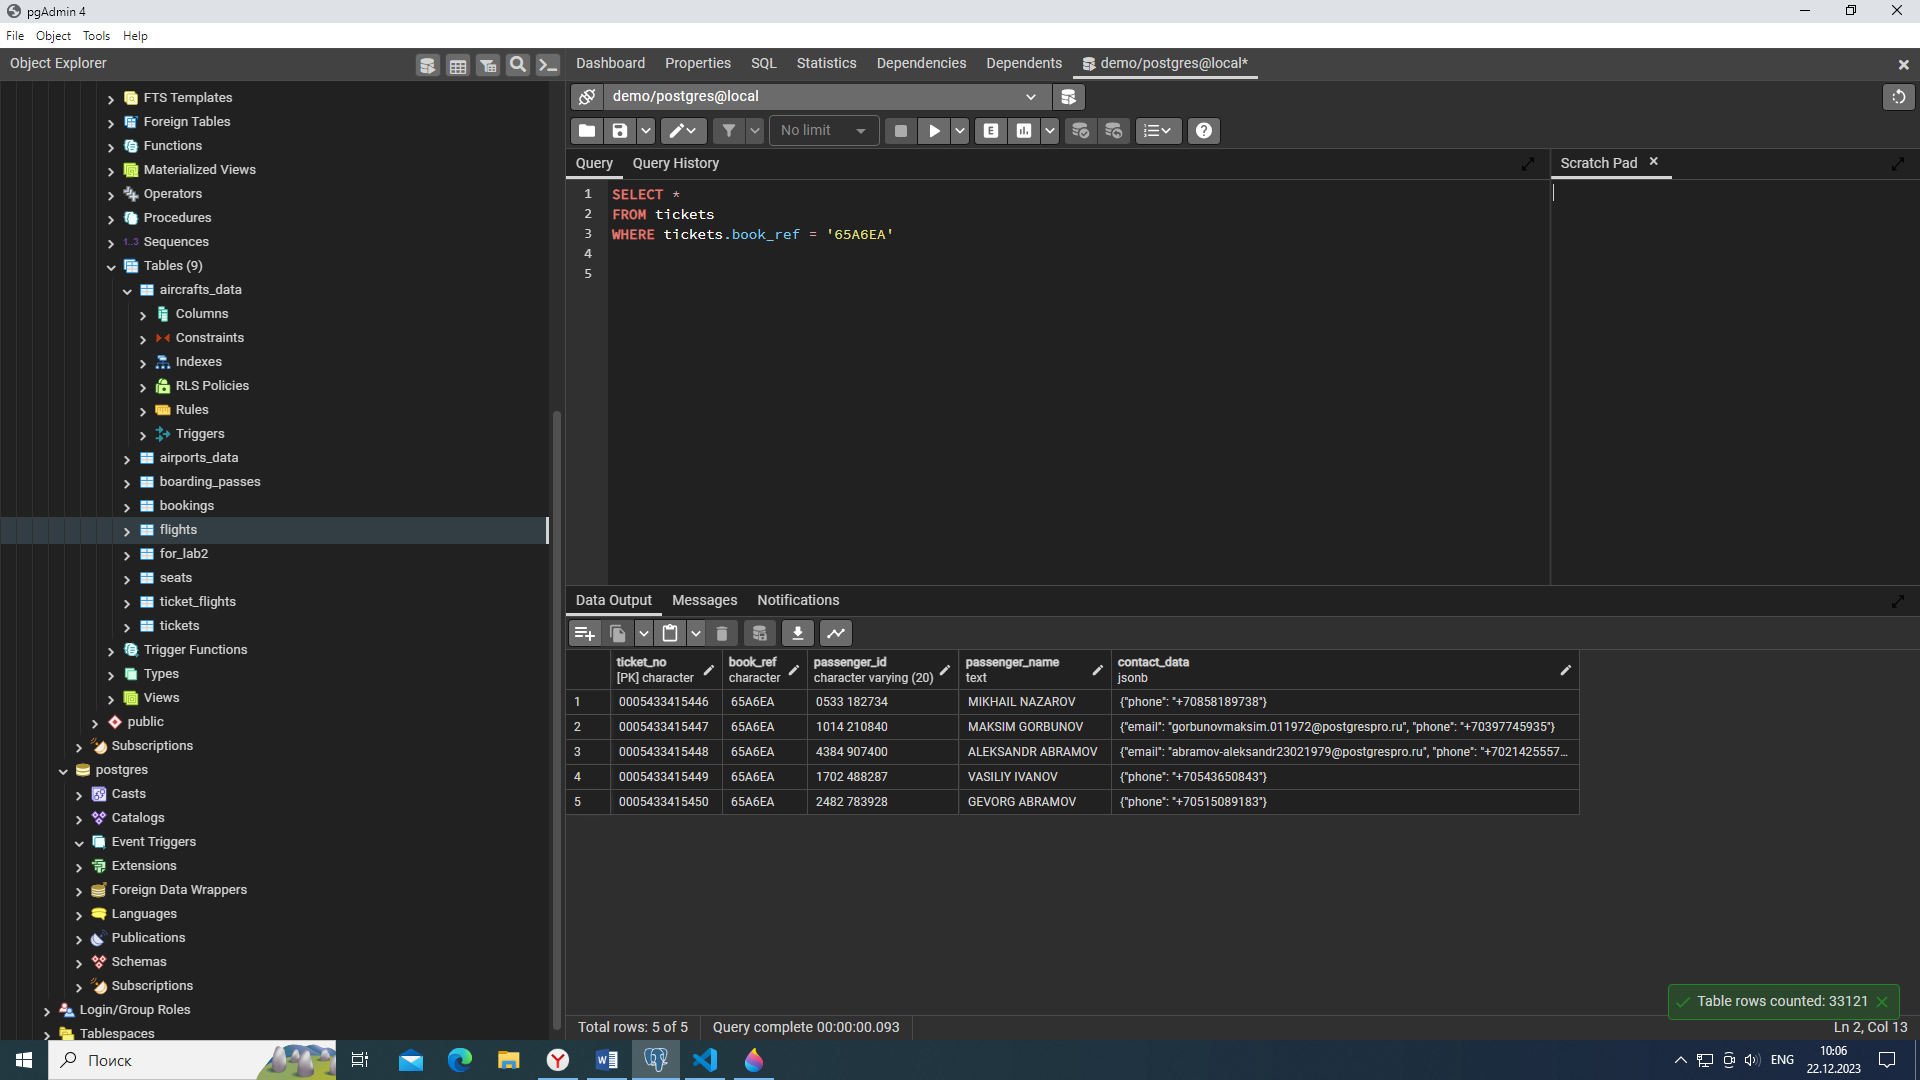 pgAdmin 4
File Object Tools Help
Object Explorer
FTS Templates
Foreign Tables
Functions
Materialized Views
Operators
Procedures
1..3 Sequences
Tables (9)
aircrafts_data
Columns
Constraints
Indexes
RLS Policies
Rules
Triggers
airports_data
boarding_passes
bookings
flights
for_lab2
seats
ticket_flights
tickets
Trigger Functions
Types
Views
public
Subscriptions
postgres
Casts
Catalogs
Event Triggers
Extensions
Foreign Data Wrappers
Languages
Publications
Schemas
Subscriptions
Login/Group Roles
Tablespaces
Dashboard Properties SQL Statistics Dependencies Dependents demo/postgres@local*
demo/postgres@local
No limit E
Query Query History
1 SELECT *
2 FROM tickets
3 WHERE tickets.book_ref = '65A6EA'
4
5
Scratch Pad
Data Output Messages Notifications
ticket_no book_ref passenger_id passenger_name contact_data
[PK] character character character varying (20) text jsonb
1 0005433415446 65A6EA 0533 182734 MIKHAIL NAZAROV {"phone": "+70858189738"}
2 0005433415447 65A6EA 1014 210840 MAKSIM GORBUNOV {"email": "gorbunovmaksim.011972@postgrespro.ru", "phone": "+70397745935"}
3 0005433415448 65A6EA 4384 907400 ALEKSANDR ABRAMOV {"email": "abramov-aleksandr23021979@postgrespro.ru", "phone": "+7021425557...
4 0005433415449 65A6EA 1702 488287 VASILIY IVANOV {"phone": "+70543650843"}
5 0005433415450 65A6EA 2482 783928 GEVORG ABRAMOV {"phone": "+70515089183"}
Table rows counted: 33121
Total rows: 5 of 5 Query complete 00:00:00.093
Ln 2, Col 13
Поиск
ENG
10:06
22.12.2023